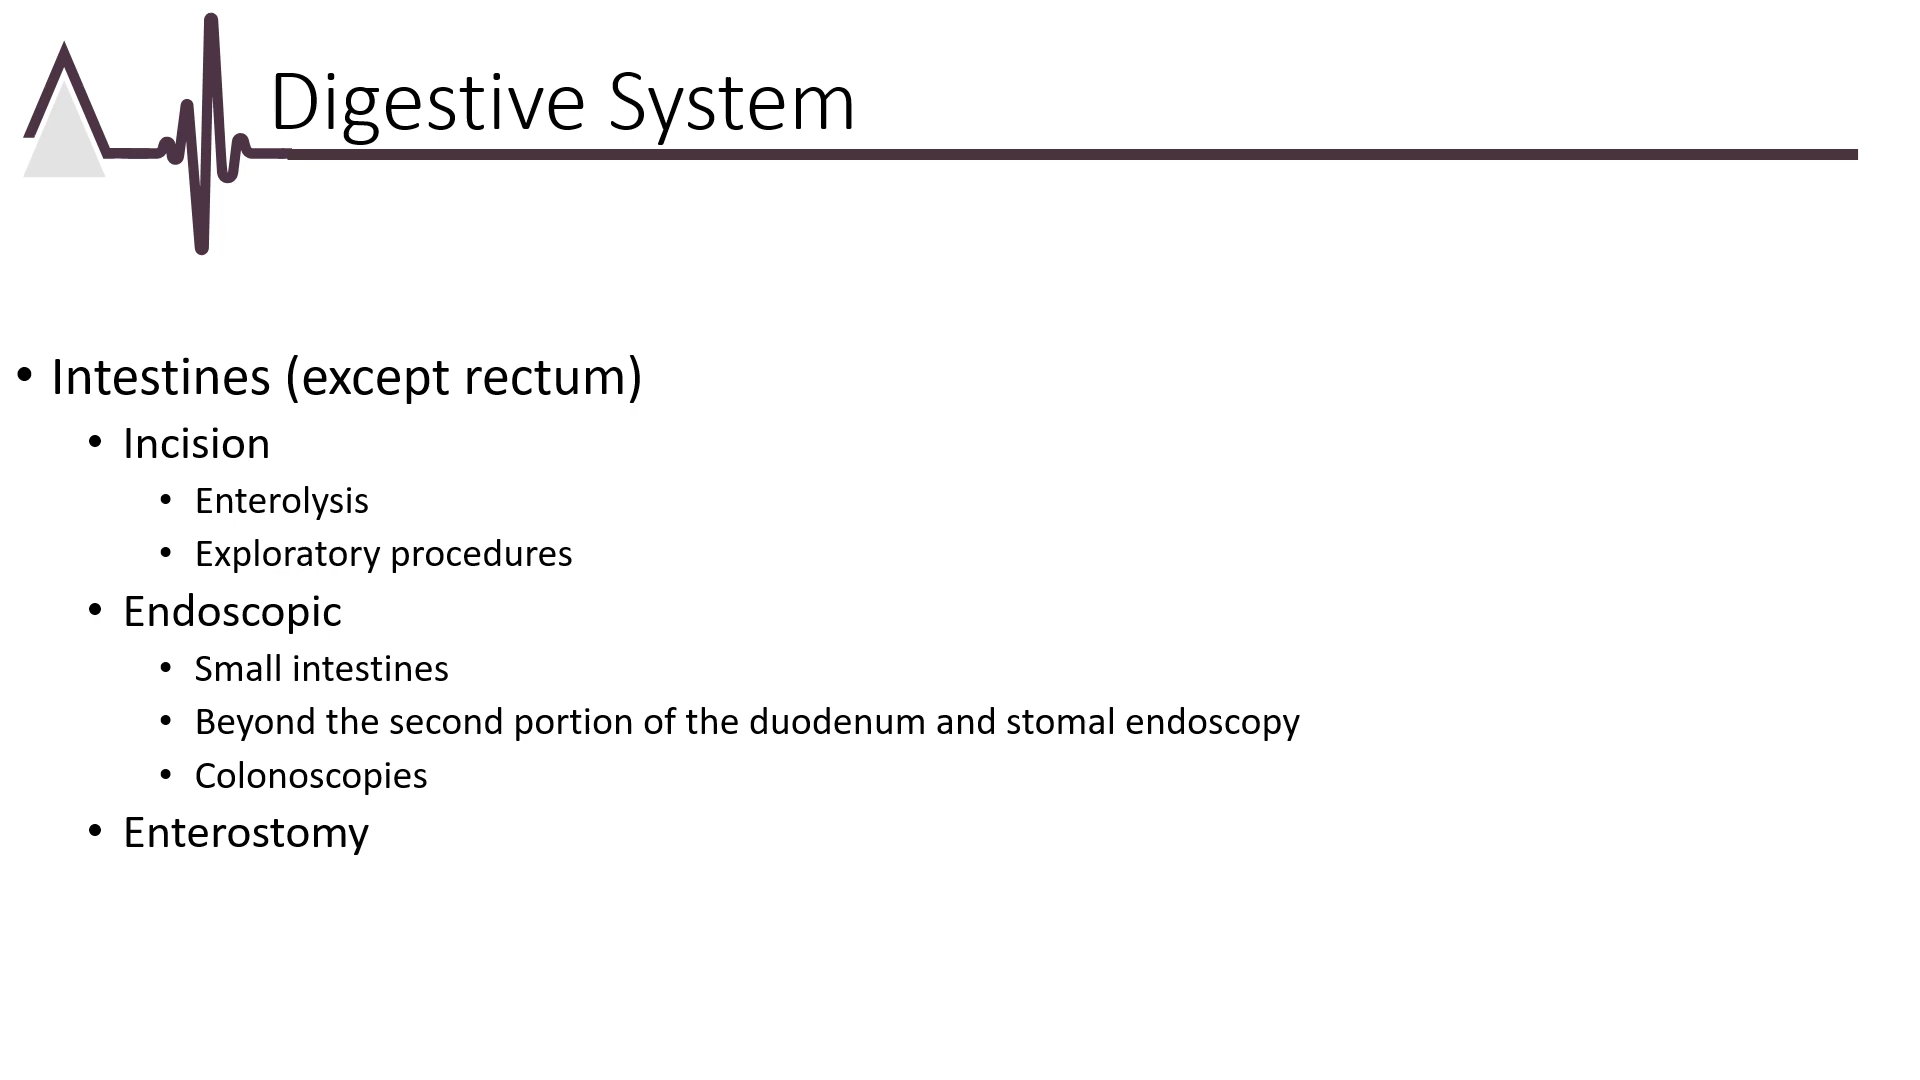 Digestive System
• Intestines (except rectum)
• Incision
• Enterolysis
• Exploratory procedures
• Endoscopic
• Small intestines
• Beyond the second portion of the duodenum and stomal endoscopy
• Colonoscopies
• Enterostomy